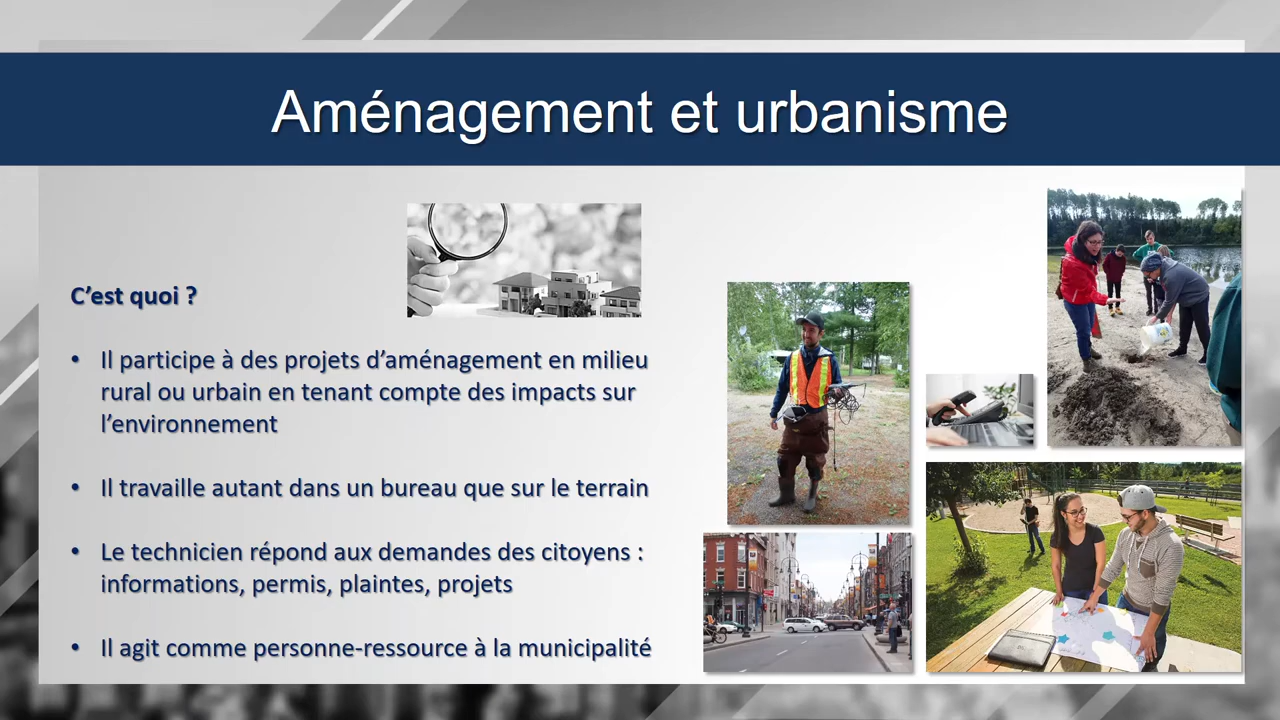 Aménagement et urbanisme
C’est quoi ?
• Il participe à des projets d’aménagement en milieu
rural ou urbain en tenant compte des impacts sur
l’environnement
• Il travaille autant dans un bureau que sur le terrain
• Le technicien répond aux demandes des citoyens :
informations, permis, plaintes, projets
• Il agit comme personne-ressource à la municipalité